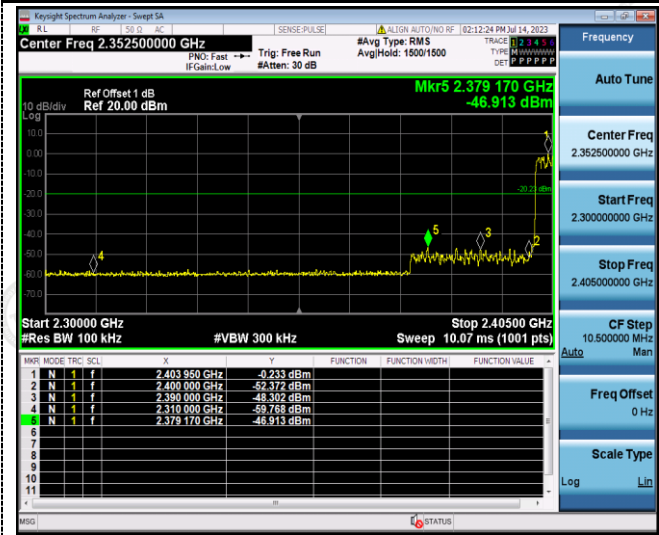 Keysight Spectrum Analyzer - Swept SA
RL RF 50 Ω AC SENSE:PULSE ALIGN AUTO/NO RF 02:12:24 PM Jul 14, 2023
Center Freq 2.352500000 GHz
PNO: Fast
IFGain:Low
Trig: Free Run
#Atten: 30 dB
#Avg Type: RMS
Avg|Hold: 1500/1500
TRACE 1 2 3 4 5 6
TYPE M W W W W W
DET P P P P P P
Frequency
Auto Tune
Center Freq
2.352500000 GHz
Start Freq
2.300000000 GHz
Stop Freq
2.405000000 GHz
CF Step
10.500000 MHz
Auto Man
Freq Offset
0 Hz
Scale Type
Log Lin
Ref Offset 1 dB
10 dB/div Ref 20.00 dBm
Log
Mkr5 2.379 170 GHz
-46.913 dBm
10.0
0.00
-10.0
-20.0
-30.0
-40.0
-50.0
-60.0
-70.0
-20.23 dBm
1
2
3
4
5
Start 2.30000 GHz Stop 2.40500 GHz
#Res BW 100 kHz #VBW 300 kHz Sweep 10.07 ms (1001 pts)
MKR MODE TRC SCL X Y FUNCTION FUNCTION WIDTH FUNCTION VALUE
1 N 1 f 2.403 950 GHz -0.233 dBm
2 N 1 f 2.400 000 GHz -52.372 dBm
3 N 1 f 2.390 000 GHz -48.302 dBm
4 N 1 f 2.310 000 GHz -59.768 dBm
5 N 1 f 2.379 170 GHz -46.913 dBm
6
7
8
9
10
11
MSG STATUS